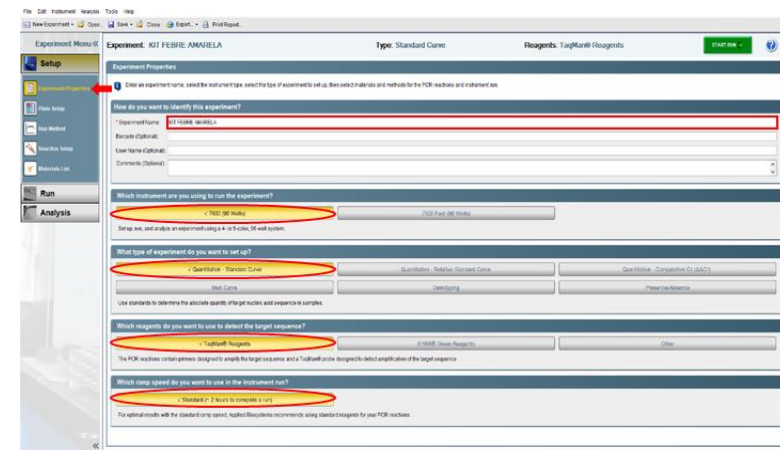 File Edit Instrument Analysis Tools Help
New Experiment Open... Save Close Export... Print Report...
Experiment Menu «
Experiment: KIT FEBRE AMARELA Type: Standard Curve Reagents: TaqMan® Reagents START RUN
Setup
Experiment Properties
Plate Setup
Run Method
Reaction Setup
Materials List
Run
Analysis
Experiment Properties
Enter an experiment name, select the instrument type, select the type of experiment to set up, then select materials and methods for the PCR reactions and instrument run.
How do you want to identify this experiment?
* Experiment Name: KIT FEBRE AMARELA
Barcode (Optional):
User Name (Optional):
Comments (Optional):
Which instrument are you using to run the experiment?
✓ 7500 (96 Wells) 7500 Fast (96 Wells)
Set up, run, and analyze an experiment using a 4- or 5-color, 96-well system.
What type of experiment do you want to set up?
✓ Quantitation - Standard Curve Quantitation - Relative Standard Curve Quantitation - Comparative CT (ΔΔCT)
Melt Curve Genotyping Presence/Absence
Use standards to determine the absolute quantity of target nucleic acid sequence in samples.
Which reagents do you want to use to detect the target sequence?
✓ TaqMan® Reagents SYBR® Green Reagents Other
The PCR reactions contain primers designed to amplify the target sequence and a TaqMan® probe designed to detect amplification of the target sequence.
Which ramp speed do you want to use in the instrument run?
✓ Standard (~ 2 hours to complete a run)
For optimal results with the standard ramp speed, Applied Biosystems recommends using standard reagents for your PCR reactions.
«